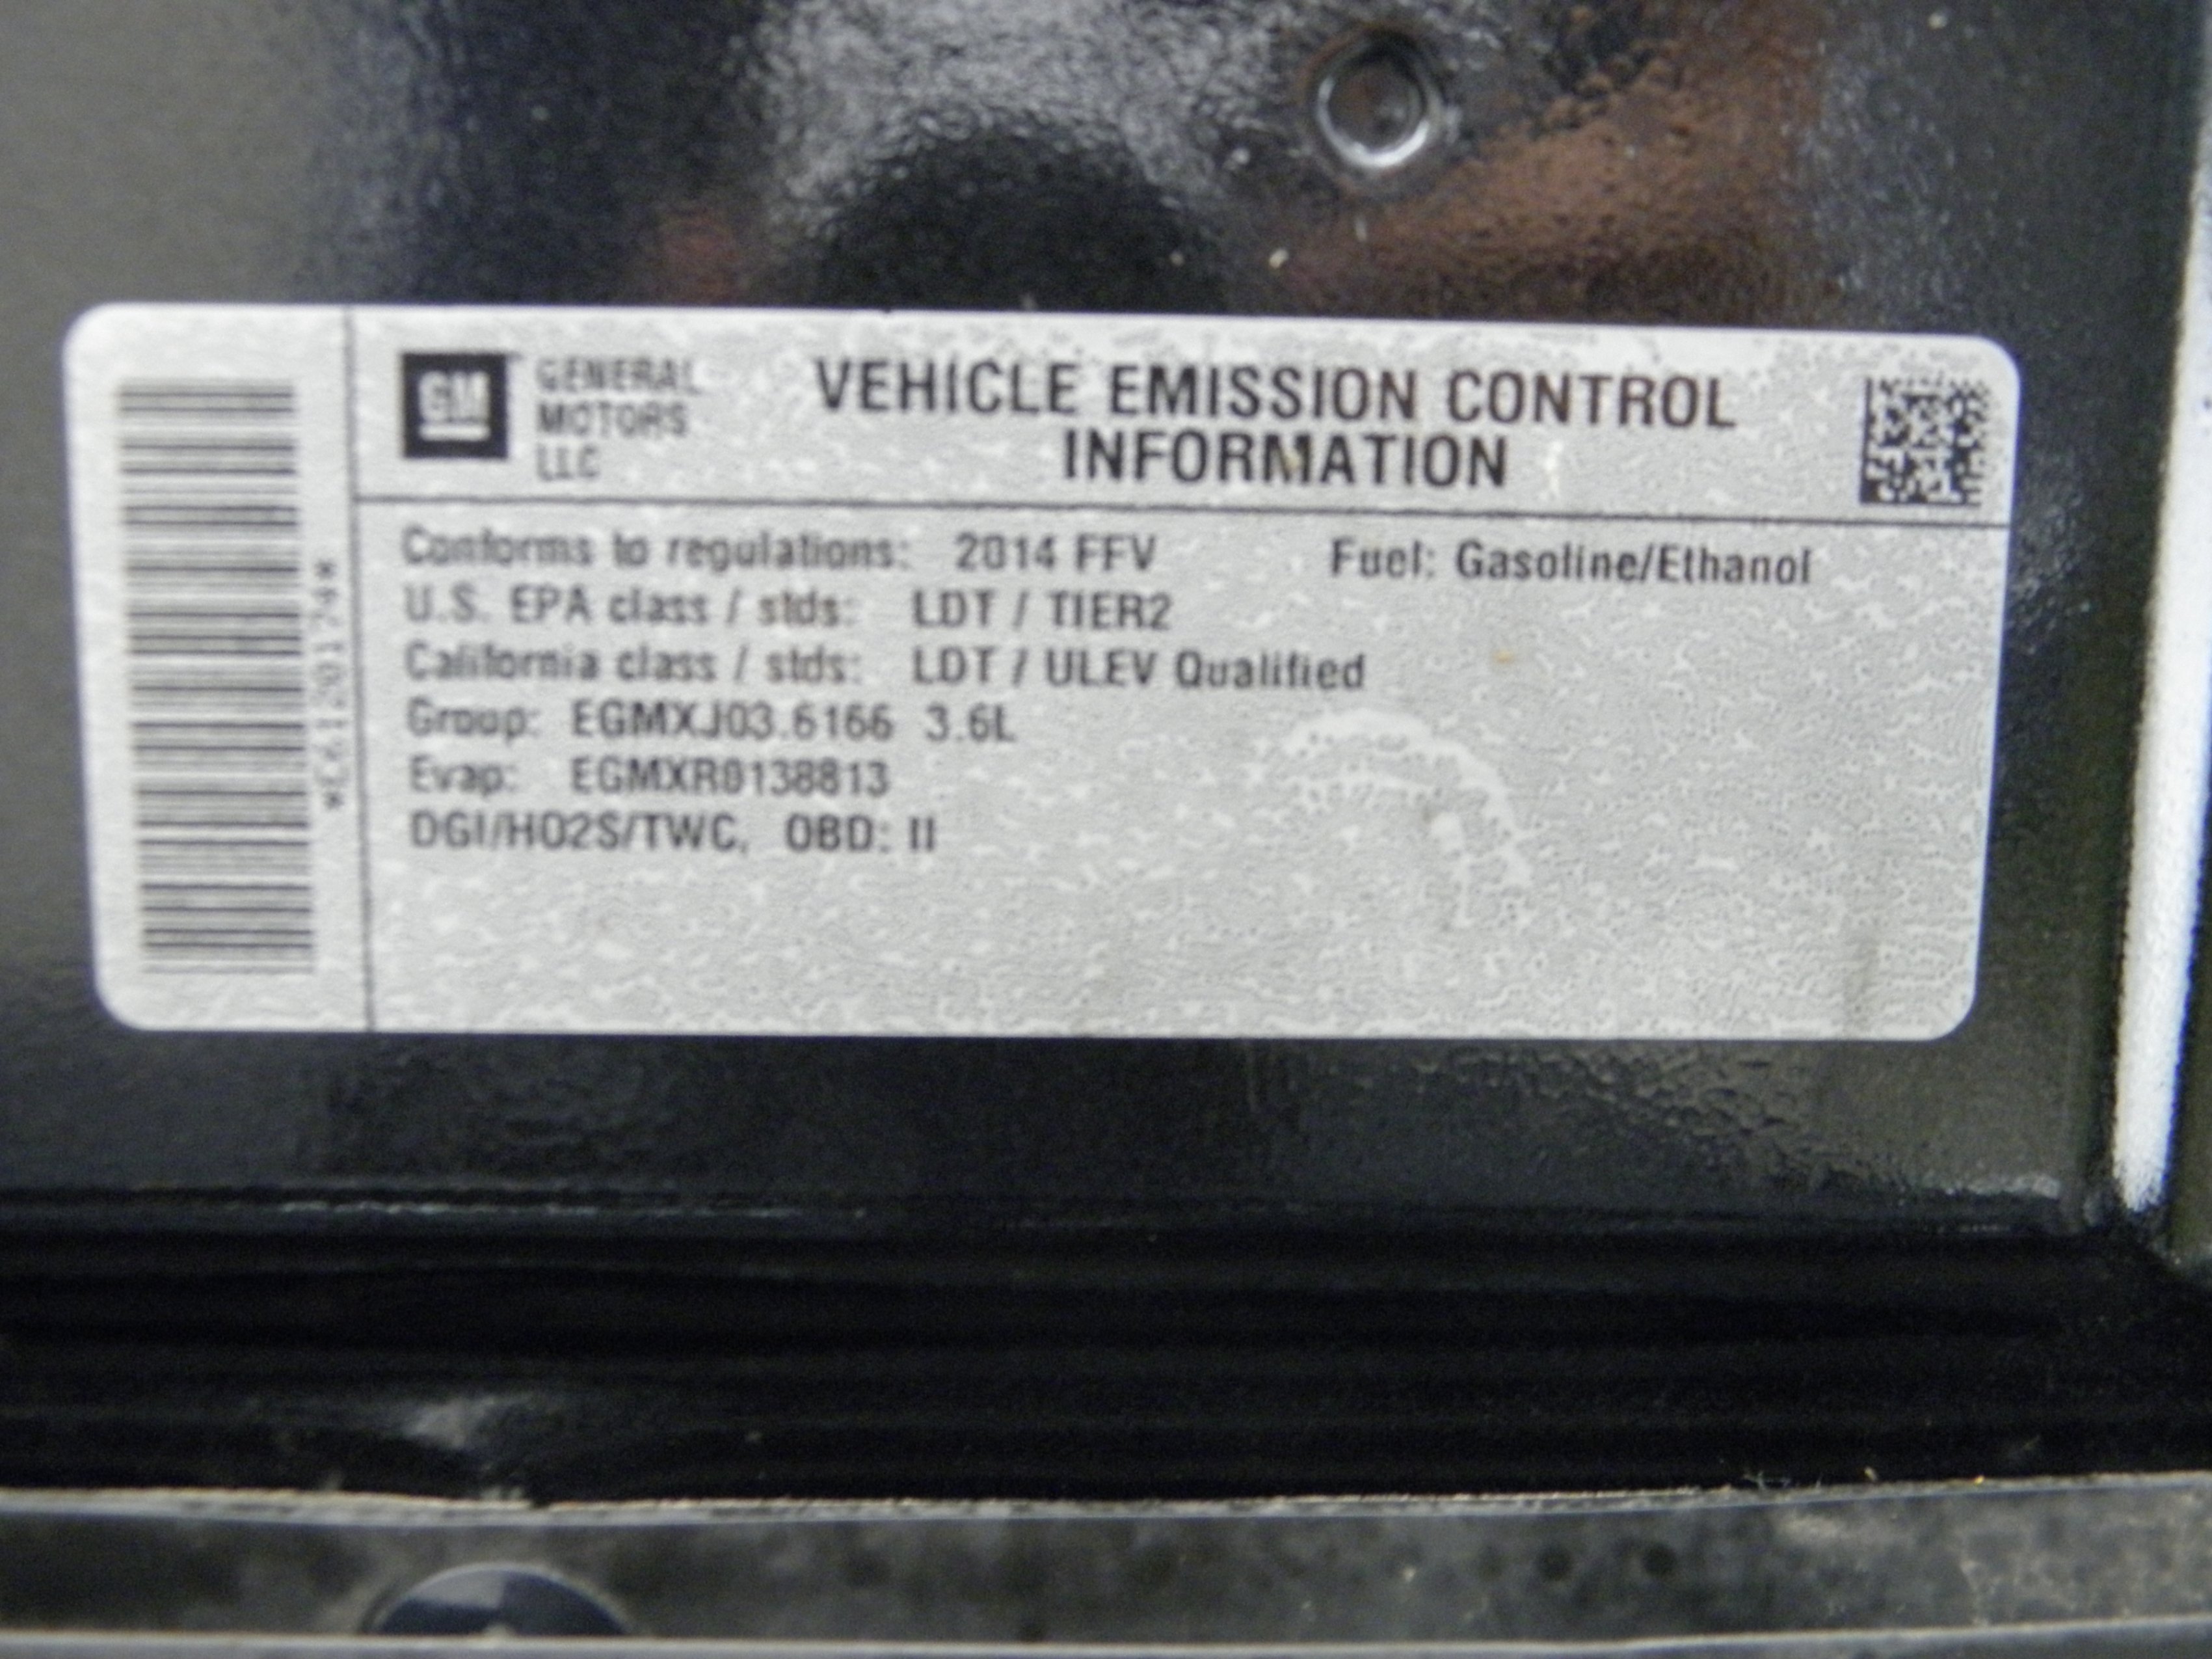 GM
GENERAL
MOTORS
LLC
VEHICLE EMISSION CONTROL
INFORMATION
Conforms to regulations: 2014 FFV Fuel: Gasoline/Ethanol
U.S. EPA class / stds: LDT / TIER2
California class / stds: LDT / ULEV Qualified
Group: EGMXJ03.6166 3.6L
Evap: EGMXR0138813
DGI/HO2S/TWC, OBD: II